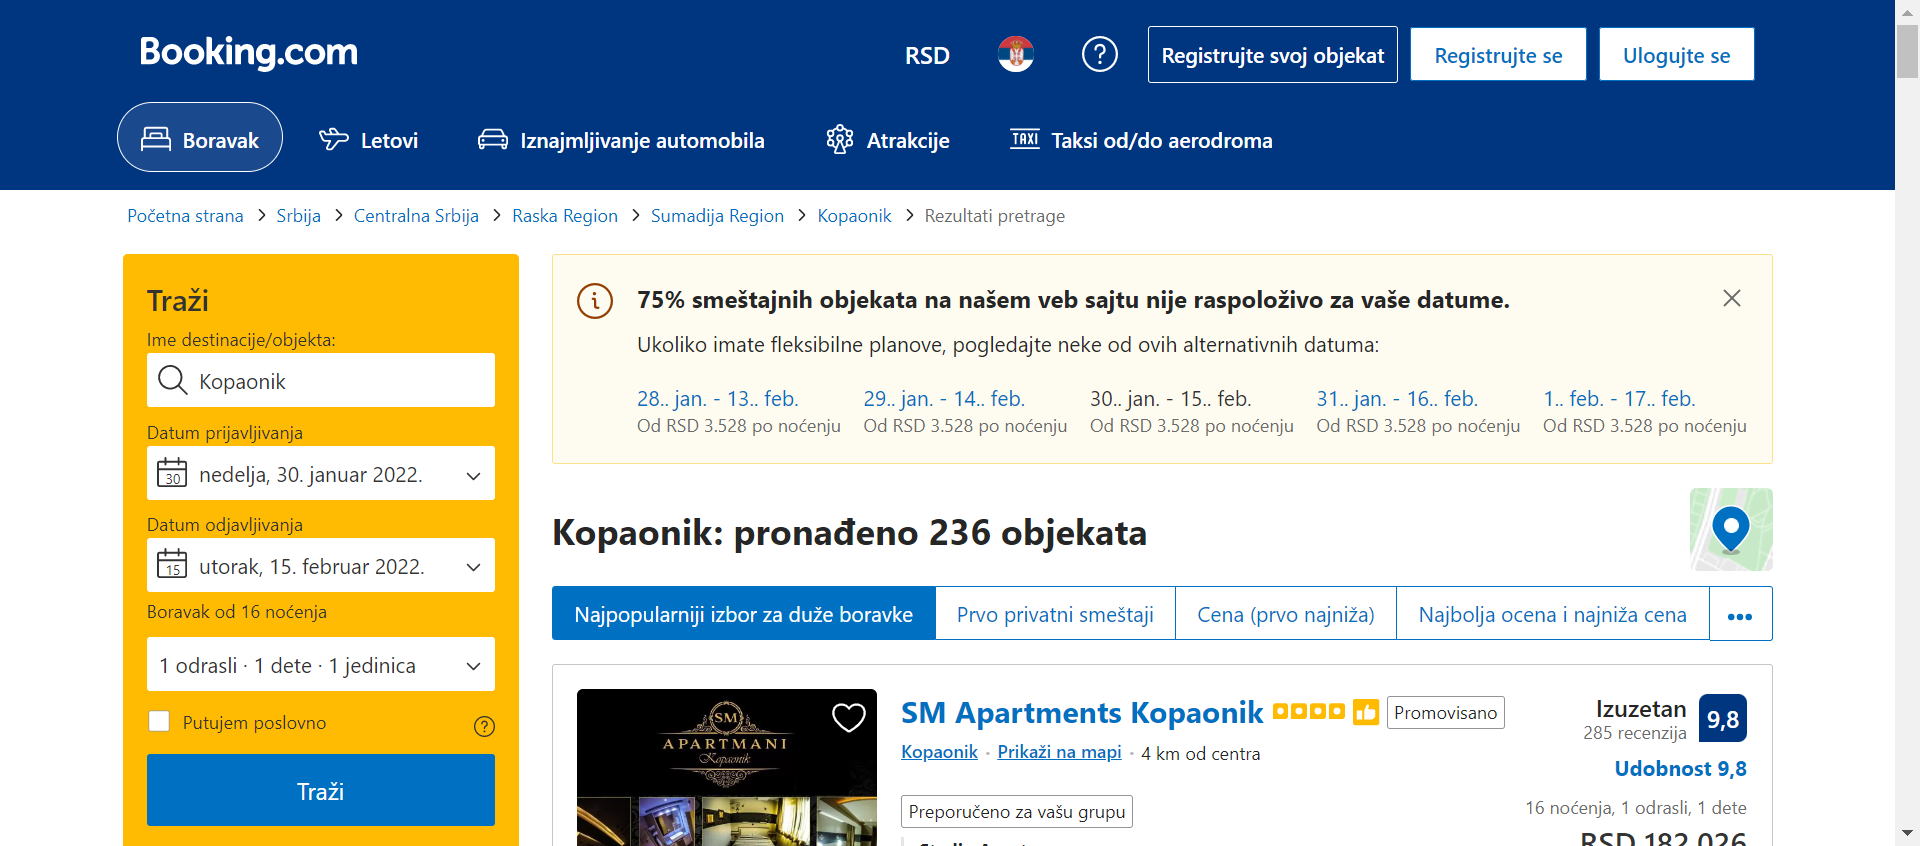 Booking.com
RSD
Registrujte svoj objekat
Registrujte se
Ulogujte se
Boravak
Letovi
Iznajmljivanje automobila
Atrakcije
TAXI Taksi od/do aerodroma
Početna strana > Srbija > Centralna Srbija > Raska Region > Sumadija Region > Kopaonik > Rezultati pretrage
Traži
Ime destinacije/objekta:
Kopaonik
Datum prijavljivanja
30 nedelja, 30. januar 2022.
Datum odjavljivanja
15 utorak, 15. februar 2022.
Boravak od 16 noćenja
1 odrasli · 1 dete · 1 jedinica
Putujem poslovno
Traži
75% smeštajnih objekata na našem veb sajtu nije raspoloživo za vaše datume.
Ukoliko imate fleksibilne planove, pogledajte neke od ovih alternativnih datuma:
28.. jan. - 13.. feb.
Od RSD 3.528 po noćenju
29.. jan. - 14.. feb.
Od RSD 3.528 po noćenju
30.. jan. - 15.. feb.
Od RSD 3.528 po noćenju
31.. jan. - 16.. feb.
Od RSD 3.528 po noćenju
1.. feb. - 17.. feb.
Od RSD 3.528 po noćenju
Kopaonik: pronađeno 236 objekata
Najpopularniji izbor za duže boravke
Prvo privatni smeštaji
Cena (prvo najniža)
Najbolja ocena i najniža cena
SM
APARTMANI
Kopaonik
SM Apartments Kopaonik
Promovisano
Kopaonik · Prikaži na mapi · 4 km od centra
Preporučeno za vašu grupu
Izuzetan 9,8
285 recenzija
Udobnost 9,8
16 noćenja, 1 odrasli, 1 dete
RSD 182.026